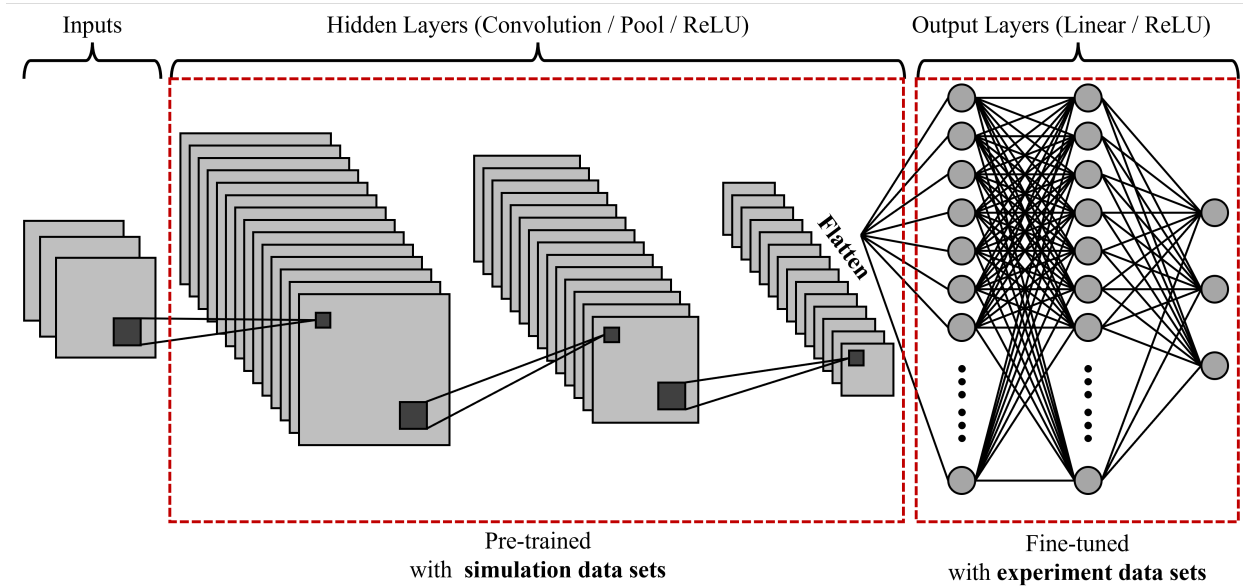 Inputs
Hidden Layers (Convolution / Pool / ReLU)
Output Layers (Linear / ReLU)
Flatten
Pre-trained
with simulation data sets
Fine-tuned
with experiment data sets